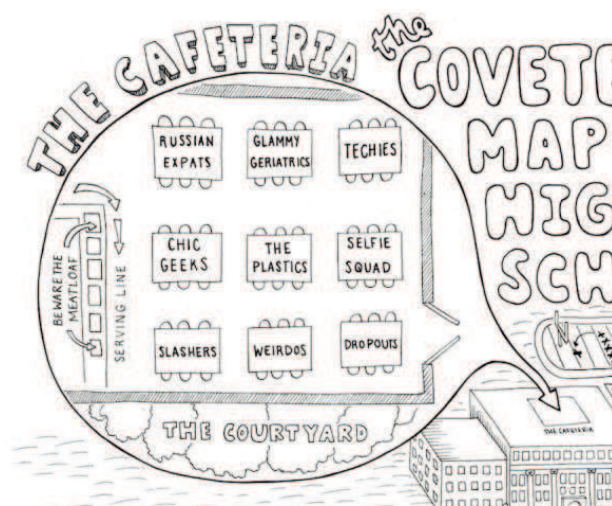 THE CAFETERIA
the
COVETE
MAP
HIG
SCH
RUSSIAN
EXPATS
GLAMMY
GERIATRICS
TECHIES
CHIC
GEEKS
THE
PLASTICS
SELFIE
SQUAD
SLASHERS
WEIRDOS
DROPOUTS
BEWARE THE
MEATLOAF
SERVING LINE
THE COURTYARD
THE CAFETERIA